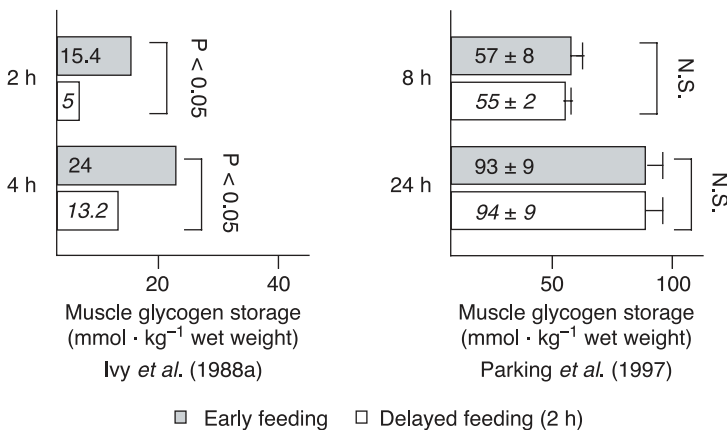 2 h
15.4
5
P < 0.05
4 h
24
13.2
P < 0.05
20
40
Muscle glycogen storage
(mmol · kg⁻¹ wet weight)
Ivy et al. (1988a)
8 h
57 ± 8
55 ± 2
N.S.
24 h
93 ± 9
94 ± 9
N.S.
50
100
Muscle glycogen storage
(mmol · kg⁻¹ wet weight)
Parking et al. (1997)
Early feeding
Delayed feeding (2 h)